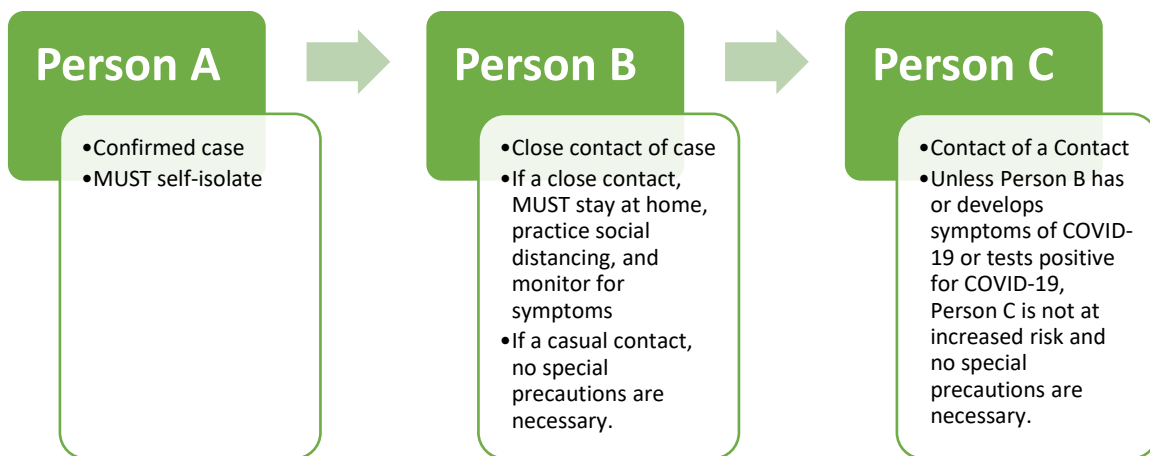 Person A
•Confirmed case
•MUST self-isolate
Person B
•Close contact of case
•If a close contact,
MUST stay at home,
practice social
distancing, and
monitor for
symptoms
•If a casual contact,
no special
precautions are
necessary.
Person C
•Contact of a Contact
•Unless Person B has
or develops
symptoms of COVID-
19 or tests positive
for COVID-19,
Person C is not at
increased risk and
no special
precautions are
necessary.